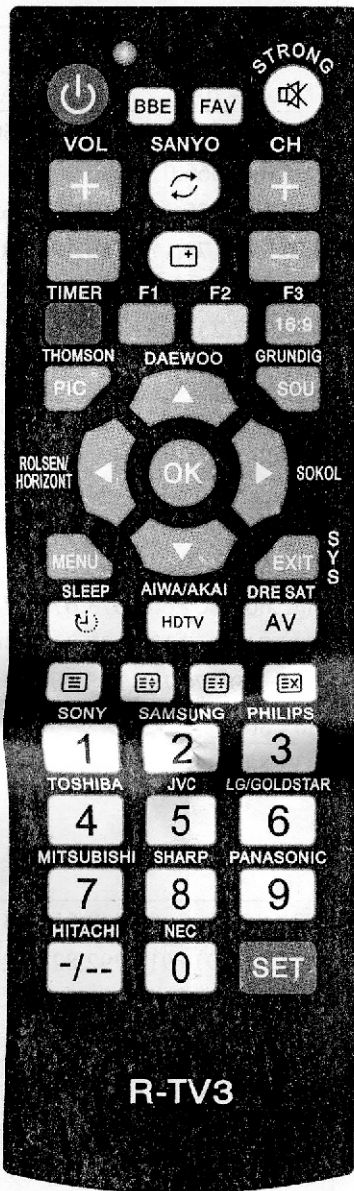 STRONG
BBE FAV
VOL SANYO CH
+ +
- -
TIMER F1 F2 F3
16:9
THOMSON DAEWOO GRUNDIG
PIC SOU
ROLSEN/
HORIZONT OK SOKOL
MENU EXIT SYS
SLEEP AIWA/AKAI DRE SAT
HDTV AV
SONY SAMSUNG PHILIPS
1 2 3
TOSHIBA JVC LG/GOLDSTAR
4 5 6
MITSUBISHI SHARP PANASONIC
7 8 9
HITACHI NEC
-/-- 0 SET
R-TV3